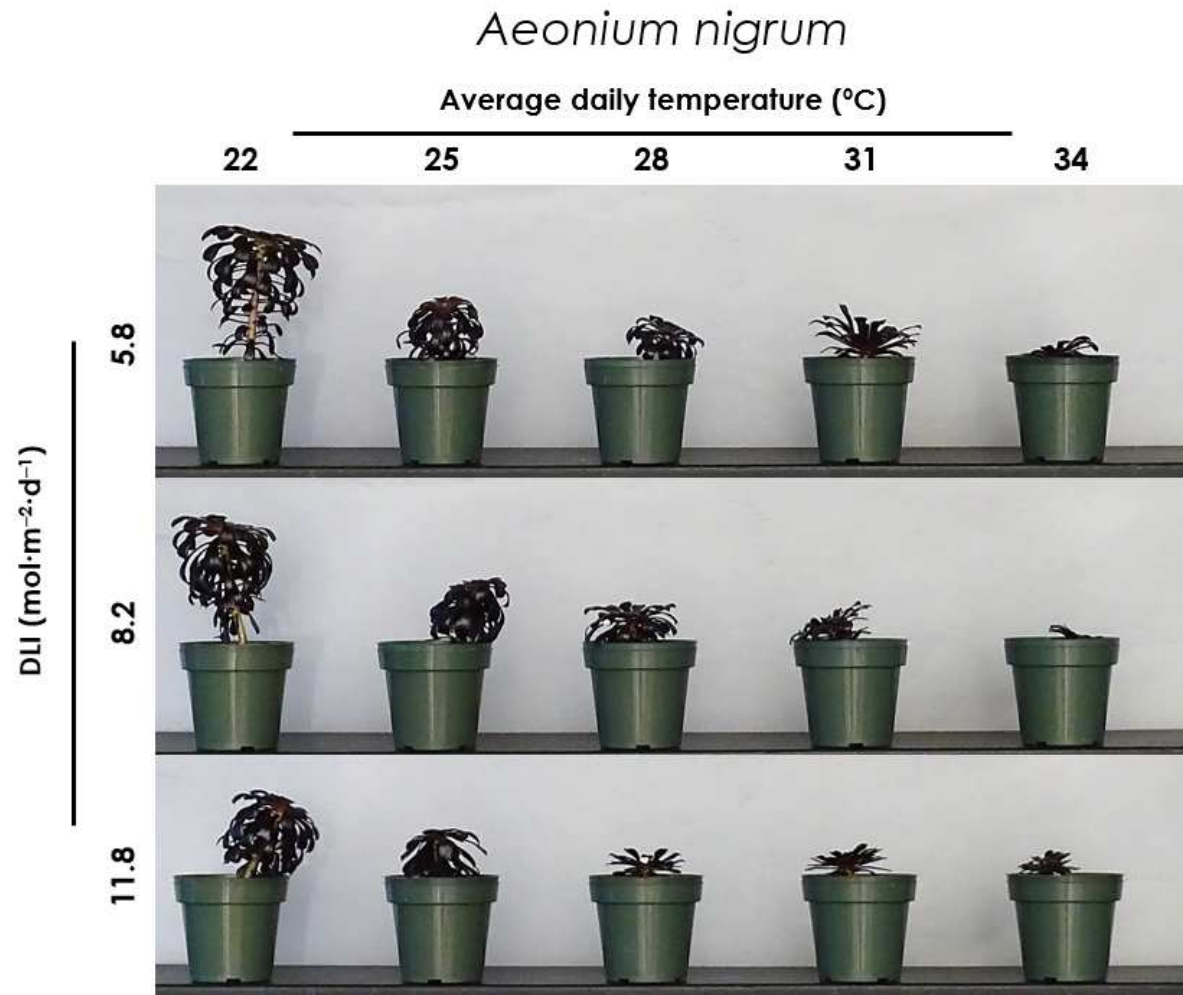 Aeonium nigrum
Average daily temperature (ºC)
22 25 28 31 34
5.8
8.2
11.8
DLI (mol·m⁻²·d⁻¹)